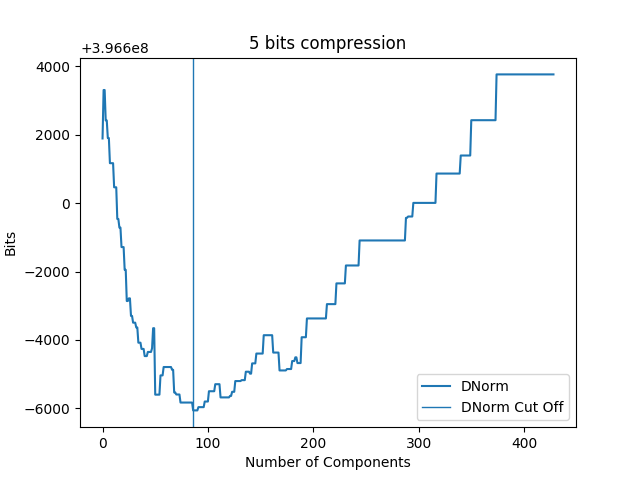 5 bits compression
+3.966e8
4000
2000
0
−2000
−4000
−6000
Bits
0 100 200 300 400
Number of Components
DNorm
DNorm Cut Off